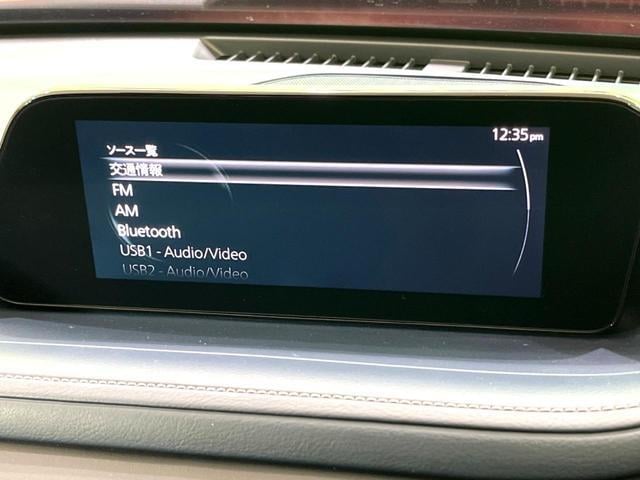 12:35pm
ソース一覧
交通情報
FM
AM
Bluetooth
USB1 - Audio/Video
USB2 - Audio/Video